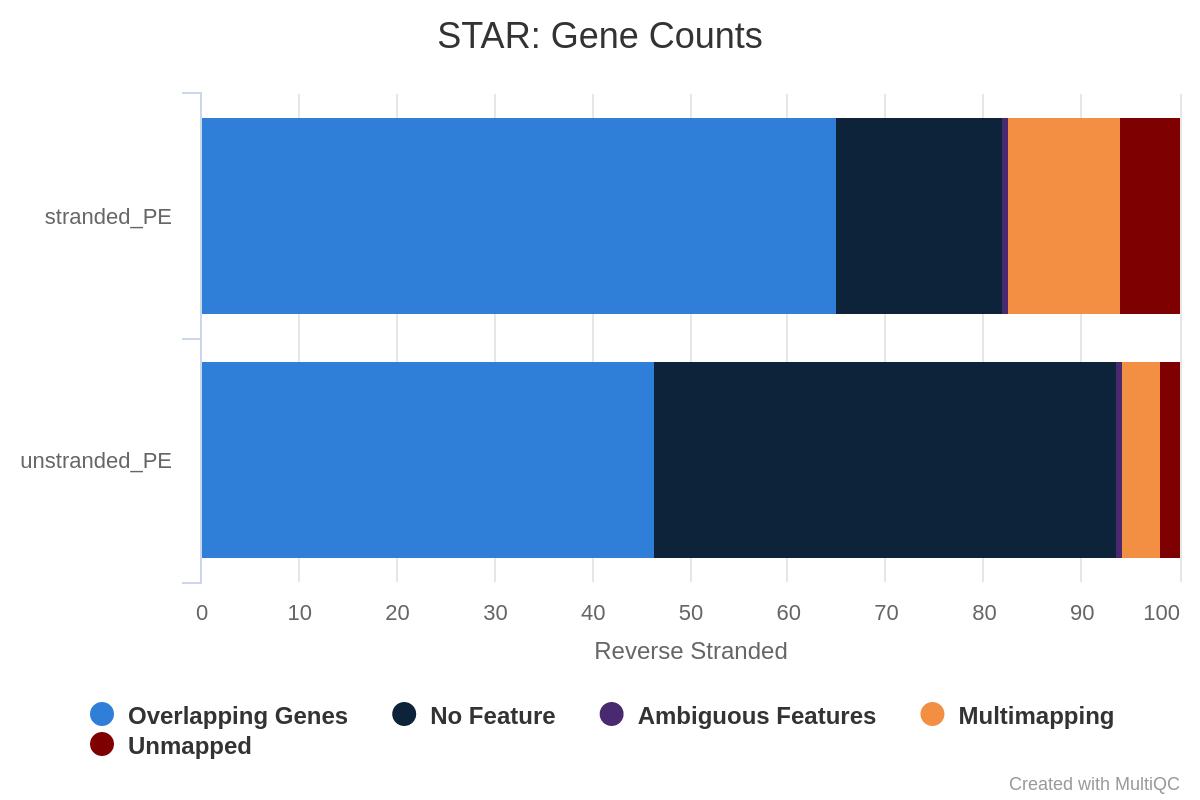 STAR: Gene Counts
stranded_PE
unstranded_PE
0 10 20 30 40 50 60 70 80 90 100
Reverse Stranded
Overlapping Genes No Feature Ambiguous Features Multimapping
Unmapped
Created with MultiQC